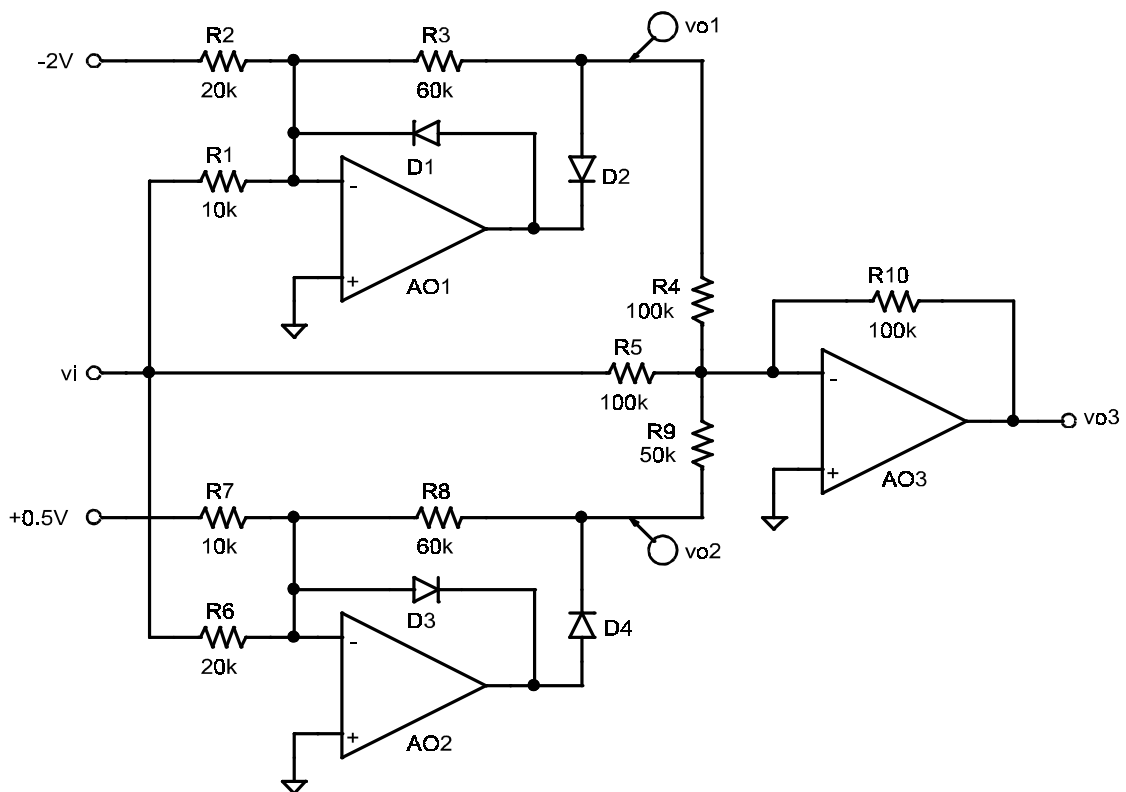 vo1
R2
R3
-2V
20k
60k
D1
R1
D2
10k
-
+
AO1
R4
100k
R10
100k
R5
vi
100k
-
R9
50k
vo3
+
AO3
R7
R8
+0.5V
10k
60k
vo2
D3
R6
D4
20k
-
+
AO2